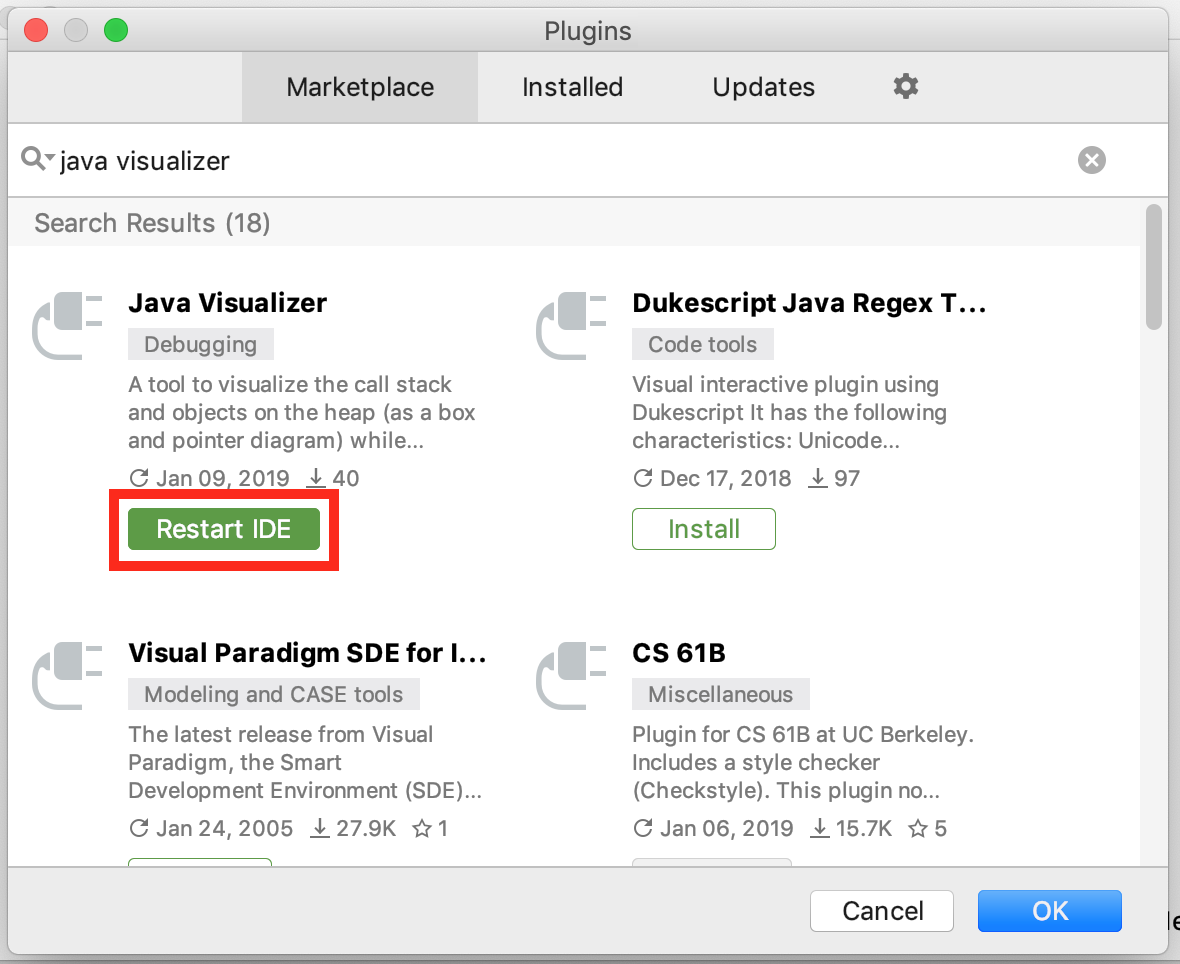 Plugins
Marketplace
Installed
Updates
java visualizer
Search Results (18)
Java Visualizer
Debugging
A tool to visualize the call stack
and objects on the heap (as a box
and pointer diagram) while...
Jan 09, 2019 40
Restart IDE
Dukescript Java Regex T...
Code tools
Visual interactive plugin using
Dukescript It has the following
characteristics: Unicode...
Dec 17, 2018 97
Install
Visual Paradigm SDE for I...
Modeling and CASE tools
The latest release from Visual
Paradigm, the Smart
Development Environment (SDE)...
Jan 24, 2005 27.9K 1
CS 61B
Miscellaneous
Plugin for CS 61B at UC Berkeley.
Includes a style checker
(Checkstyle). This plugin no...
Jan 06, 2019 15.7K 5
Cancel
OK